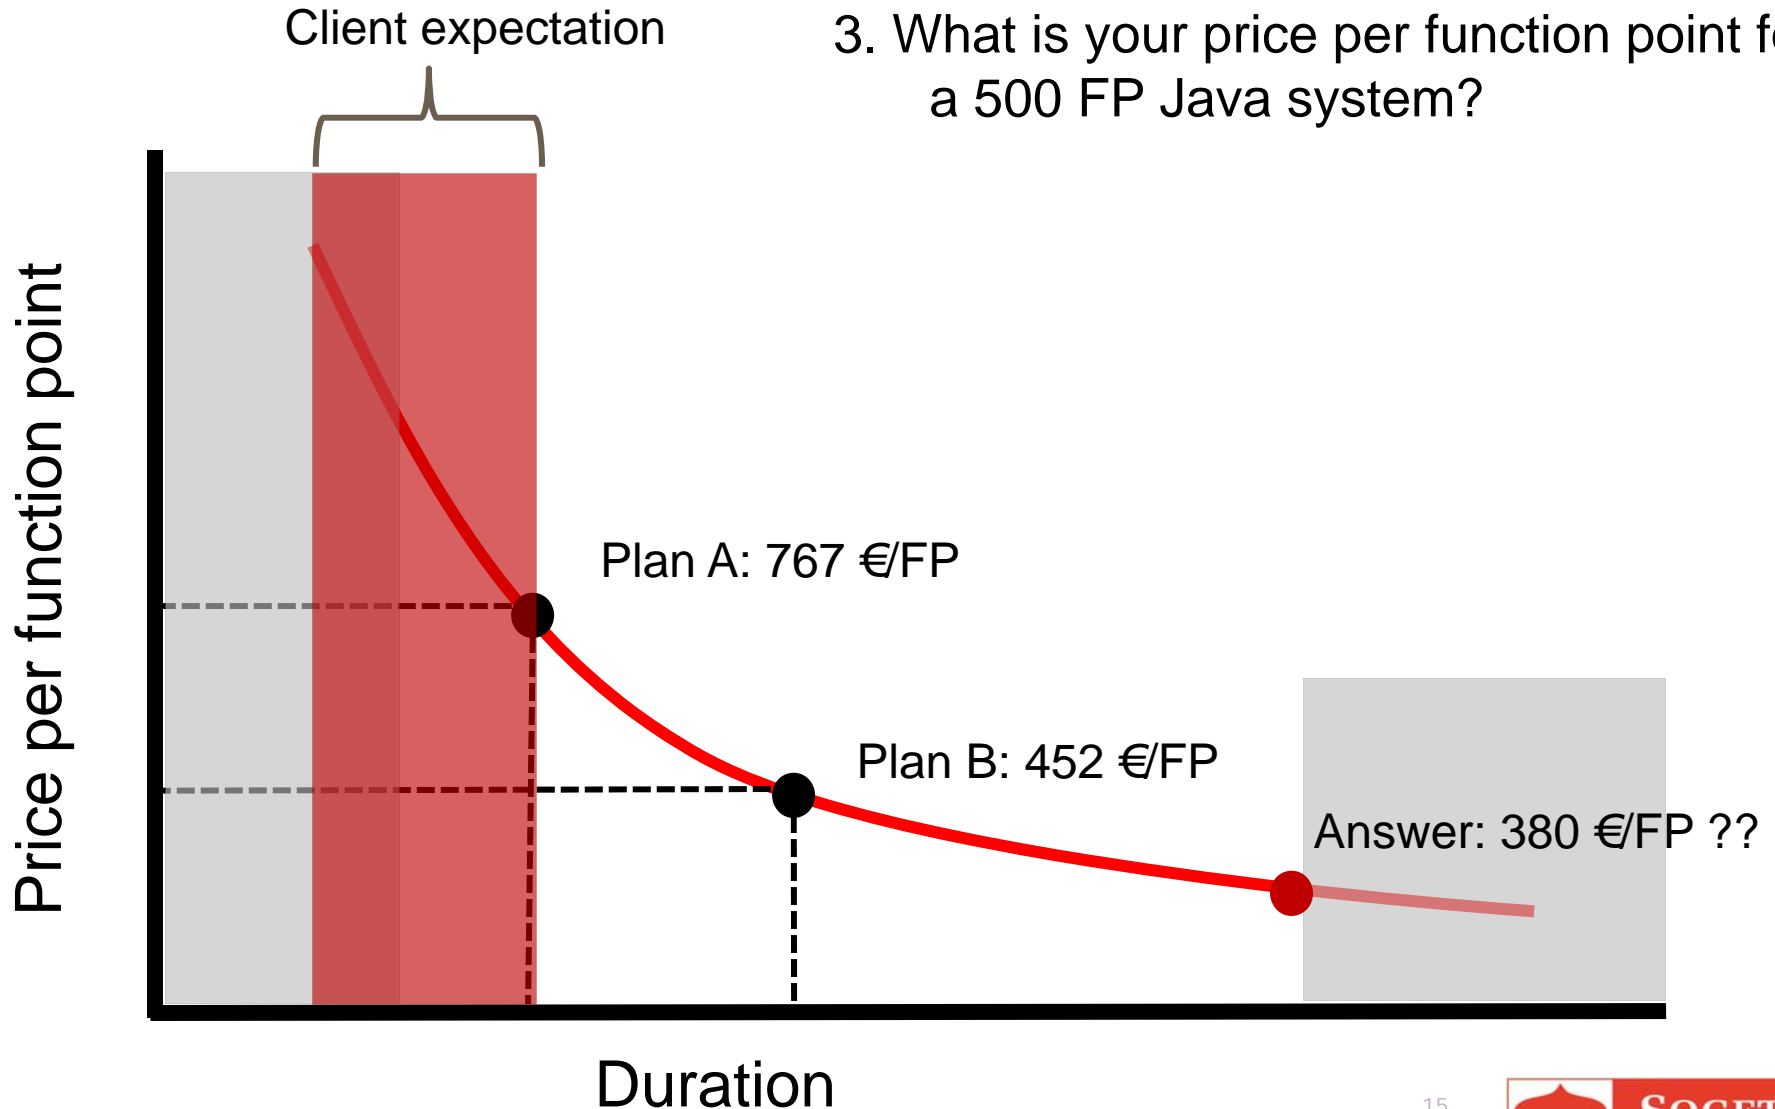 Client expectation
3. What is your price per function point
a 500 FP Java system?
Price per function point
Plan A: 767 €/FP
Plan B: 452 €/FP
Answer: 380 €/FP ??
Duration
15